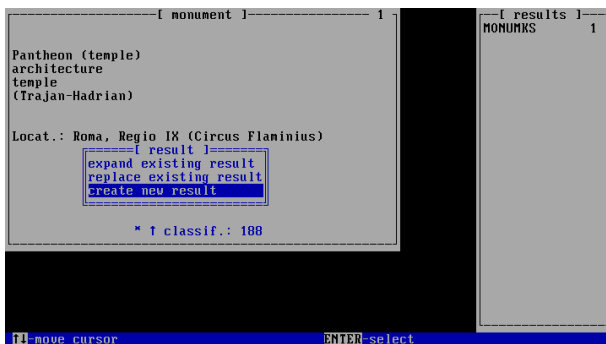 [ monument ] 1
[ results ]
MONUMKS 1
Pantheon (temple)
architecture
temple
(Trajan-Hadrian)
Locat.: Roma, Regio IX (Circus Flaminius)
[ result ]
expand existing result
replace existing result
create new result
* ↑ classif.: 188
↑↓-move cursor ENTER-select